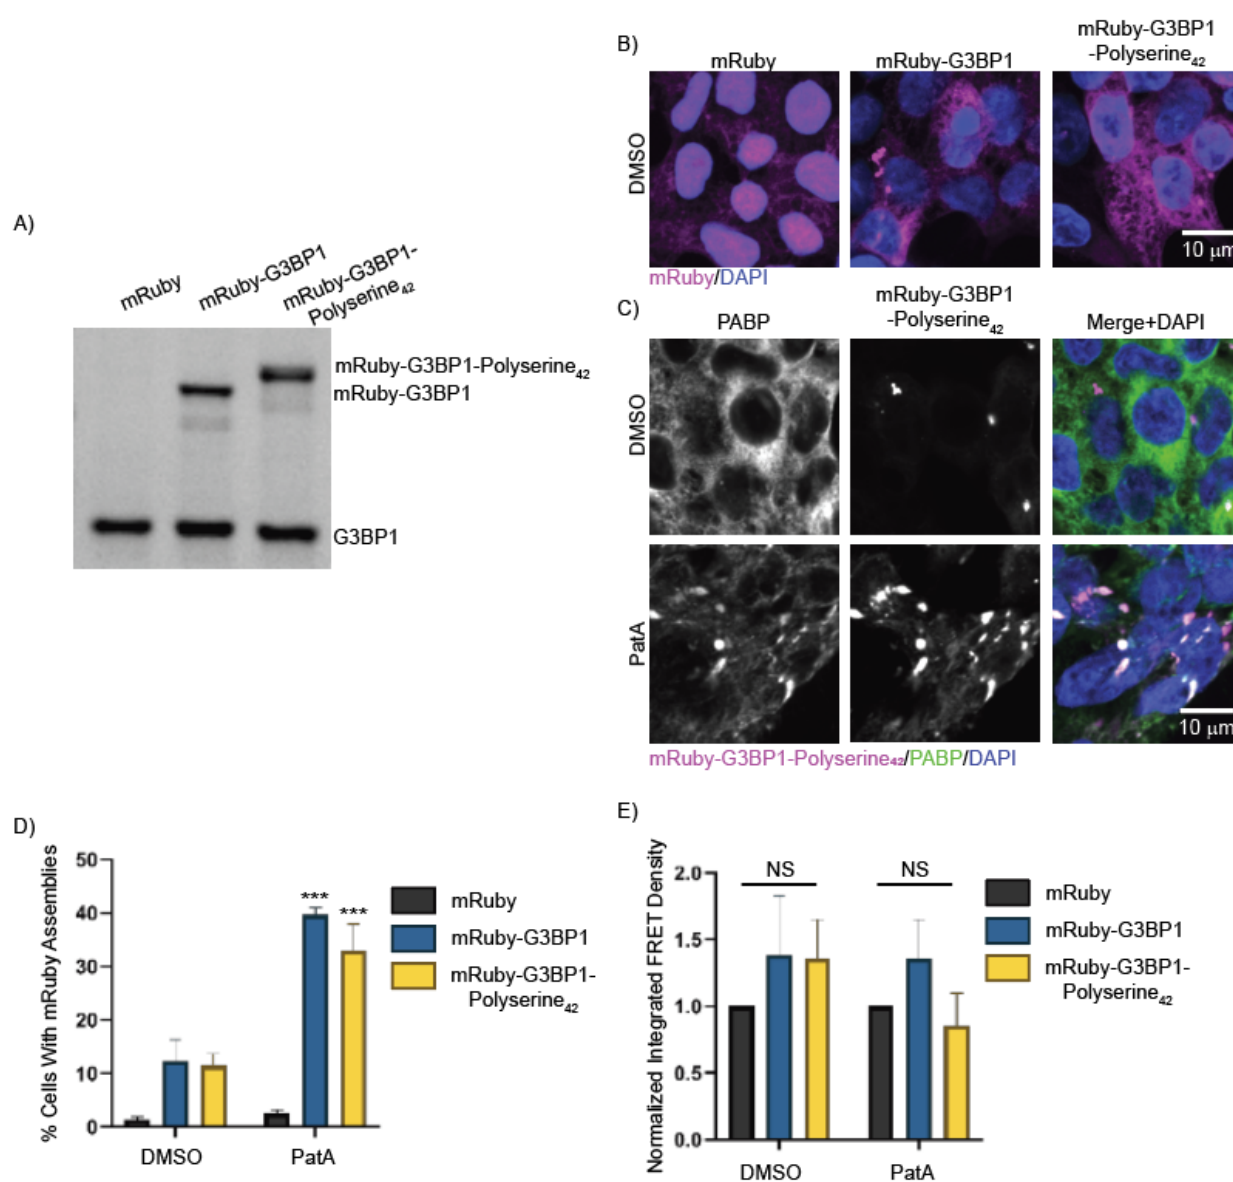 A)
mRuby
mRuby-G3BP1
mRuby-G3BP1-
Polyserine₄₂
mRuby-G3BP1-Polyserine₄₂
mRuby-G3BP1
G3BP1
B)
mRuby
mRuby-G3BP1
mRuby-G3BP1
-Polyserine₄₂
DMSO
10 μm
mRuby/DAPI
C)
PABP
mRuby-G3BP1
-Polyserine₄₂
Merge+DAPI
DMSO
PatA
10 μm
mRuby-G3BP1-Polyserine₄₂/PABP/DAPI
D)
% Cells With mRuby Assemblies
50
40
30
20
10
0
***
***
DMSO
PatA
mRuby
mRuby-G3BP1
mRuby-G3BP1-
Polyserine₄₂
E)
Normalized Integrated FRET Density
2.0
1.5
1.0
0.5
0.0
NS
NS
DMSO
PatA
mRuby
mRuby-G3BP1
mRuby-G3BP1-
Polyserine₄₂